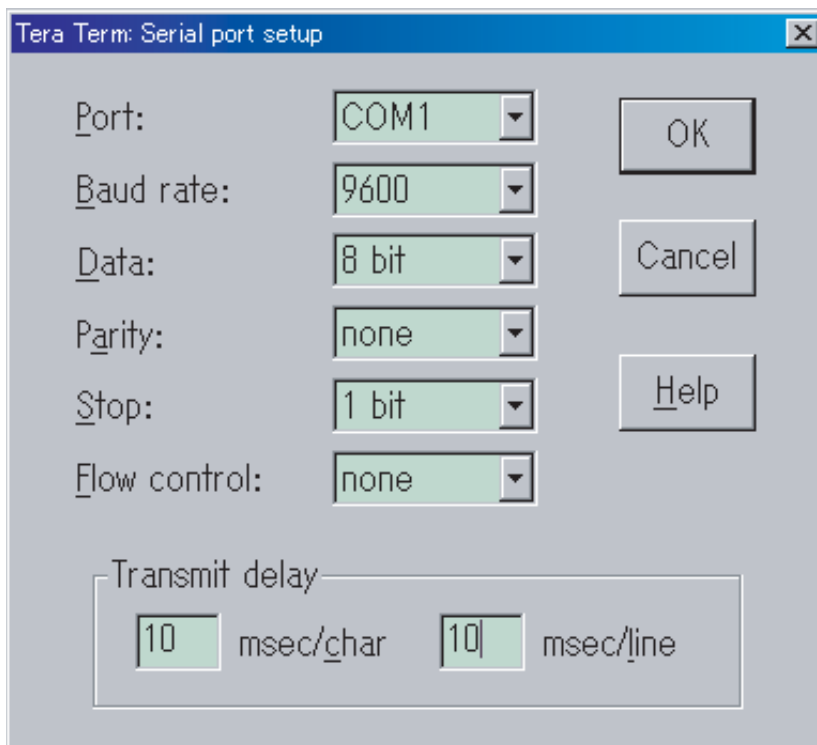 Tera Term: Serial port setup
Port: COM1
OK
Baud rate: 9600
Data: 8 bit
Cancel
Parity: none
Stop: 1 bit
Help
Flow control: none
Transmit delay
10 msec/char 10 msec/line